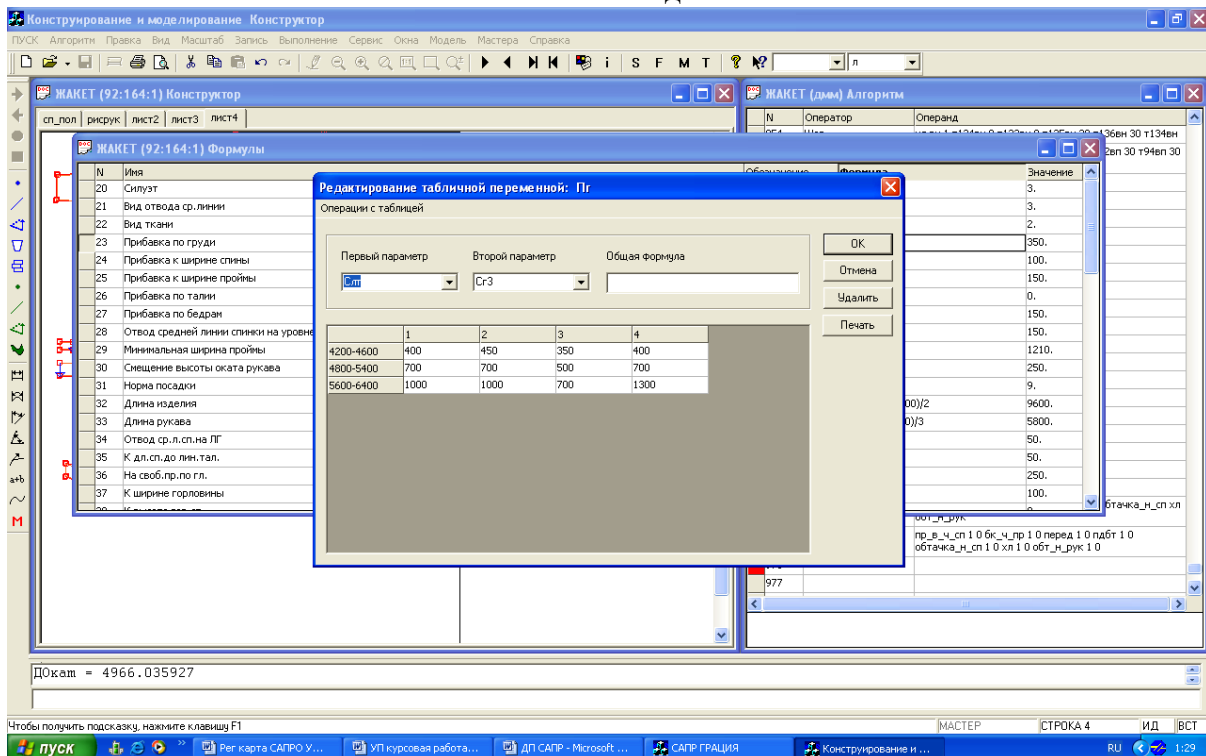 Конструирование и моделирование Конструктор
ПУСК Алгоритм Правка Вид Масштаб Запись Выполнение Сервис Окна Модель Мастера Справка
i S F M T л
ЖАКЕТ (92:164:1) Конструктор
сп_пол рисрук лист2 лист3 лист4
ЖАКЕТ (дмм) Алгоритм
N Оператор Операнд
ЖАКЕТ (92:164:1) Формулы
N Имя Значение
20 Силуэт 3.
21 Вид отвода ср.линии 3.
22 Вид ткани 2.
23 Прибавка по груди 350.
24 Прибавка к ширине спины 100.
25 Прибавка к ширине проймы 150.
26 Прибавка по талии 0.
27 Прибавка по бедрам 150.
28 Отвод средней линии спинки на уровне 150.
29 Минимальная ширина проймы 1210.
30 Смещение высоты оката рукава 250.
31 Норма посадки 9.
32 Длина изделия 00)/2 9600.
33 Длина рукава 0)/3 5800.
34 Отвод ср.л.сп.на ЛГ 50.
35 К дл.сп.до лин.тал. 50.
36 На своб.пр.по гл. 250.
37 К ширине горловины 100.
Редактирование табличной переменной: Пг
Операции с таблицей
Первый параметр Второй параметр Общая формула
Слт Сг3
OK
Отмена
Удалить
Печать
1 2 3 4
4200-4600 400 450 350 400
4800-5400 700 700 500 700
5600-6400 1000 1000 700 1300
бтачка_н_сп хл
пр_в_ч_сп 1 0 бк_ч_пр 1 0 перед 1 0 пдбт 1 0
обтачка_н_сп 1 0 хл 1 0 обт_н_рук 1 0
977
a+b
M
ДОкат = 4966.035927
Чтобы получить подсказку, нажмите клавишу F1 МАСТЕР СТРОКА 4 ИД ВСТ
пуск Рег карта САПРО У... УП курсовая работа... ДП САПР - Microsoft ... САПР ГРАЦИЯ Конструирование и ... RU 1:29